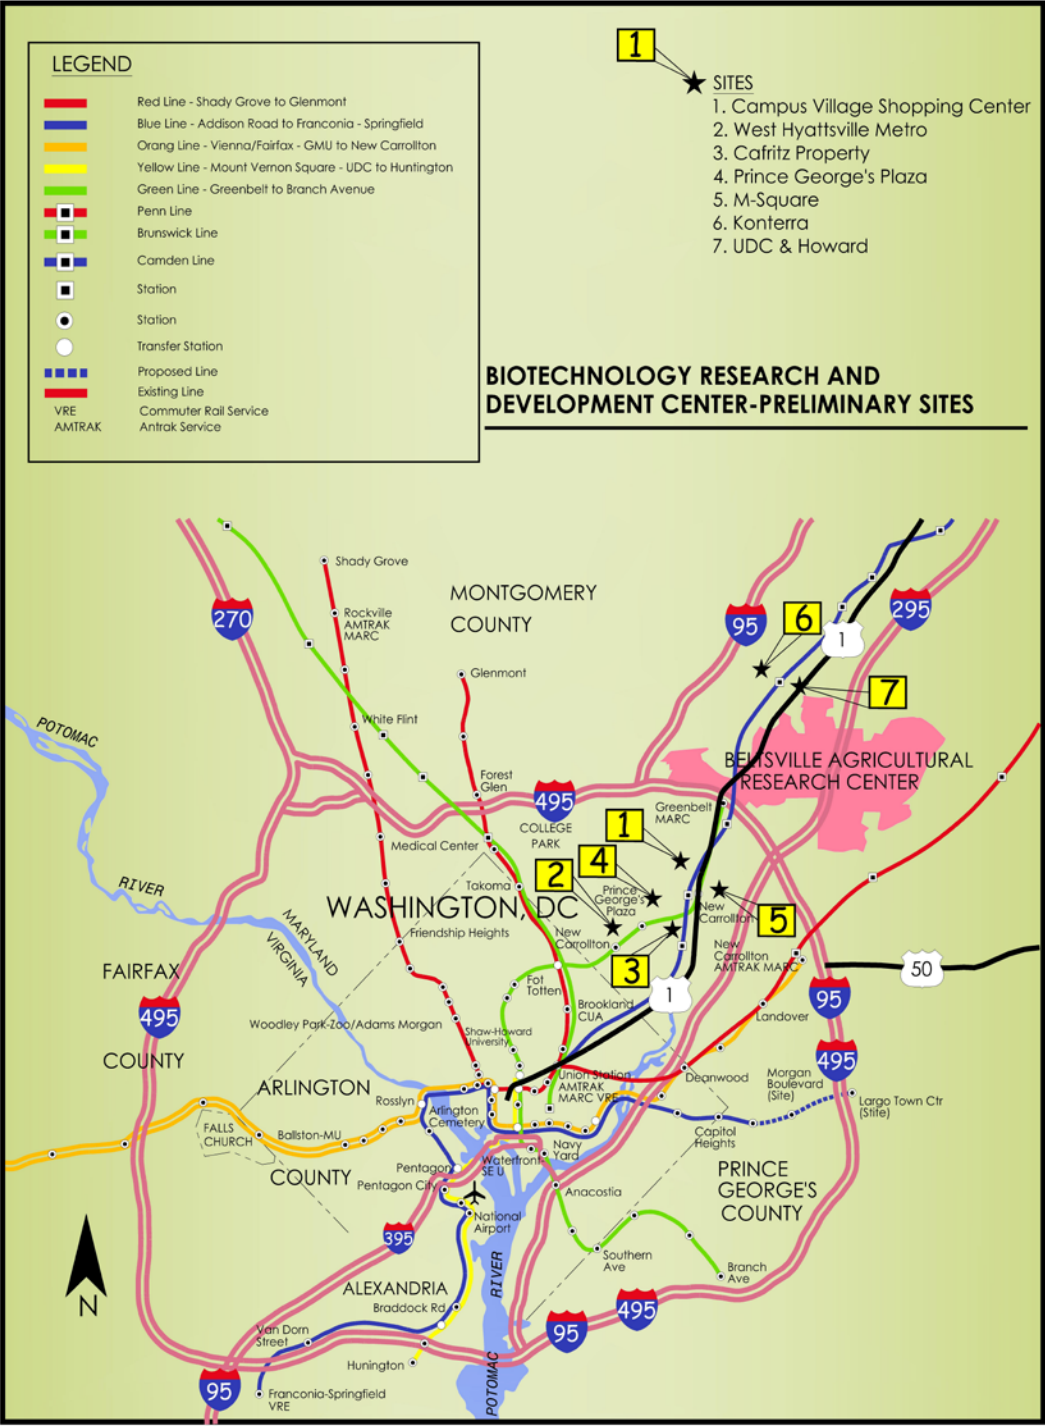 LEGEND
Red Line - Shady Grove to Glenmont
Blue Line - Addison Road to Franconia - Springfield
Orang Line - Vienna/Fairfax - GMU to New Carrollton
Yellow Line - Mount Vernon Square - UDC to Huntington
Green Line - Greenbelt to Branch Avenue
Penn Line
Brunswick Line
Camden Line
Station
Station
Transfer Station
Proposed Line
Existing Line
VRE Commuter Rail Service
AMTRAK Antrak Service
1
SITES
1. Campus Village Shopping Center
2. West Hyattsville Metro
3. Cafritz Property
4. Prince George's Plaza
5. M-Square
6. Konterra
7. UDC & Howard
BIOTECHNOLOGY RESEARCH AND
DEVELOPMENT CENTER-PRELIMINARY SITES
Shady Grove
MONTGOMERY
COUNTY
270
Rockville
AMTRAK
MARC
95
6
295
1
Glenmont
7
POTOMAC
White Flint
BELTSVILLE AGRICULTURAL
RESEARCH CENTER
Forest
Glen
495
Greenbelt
MARC
COLLEGE
PARK
1
Medical Center
4
2
Takoma
Prince
George's
Plaza
RIVER
WASHINGTON, DC
New
Carrollton
5
MARYLAND
VIRGINIA
Friendship Heights
New
Carrollton
New
Carrollton
AMTRAK MARC
3
50
FAIRFAX
Fot
Totten
1
95
495
Brookland
CUA
Landover
Woodley Park-Zoo/Adams Morgan
Shaw-Howard
University
COUNTY
495
ARLINGTON
Union Station
AMTRAK
MARC VRE
Deanwood
Morgan
Boulevard
(Site)
Largo Town Ctr
(Stite)
Rosslyn
Arlington
Cemetery
FALLS
CHURCH
Ballston-MU
Capitol
Heights
Navy
Yard
COUNTY
Pentagon
Waterfront-
SE U
PRINCE
GEORGE'S
COUNTY
Pentagon City
Anacostia
National
Airport
395
Southern
Ave
RIVER
Branch
Ave
N
ALEXANDRIA
Braddock Rd
495
95
Van Dorn
Street
Hunington
POTOMAC
95
Franconia-Springfield
VRE